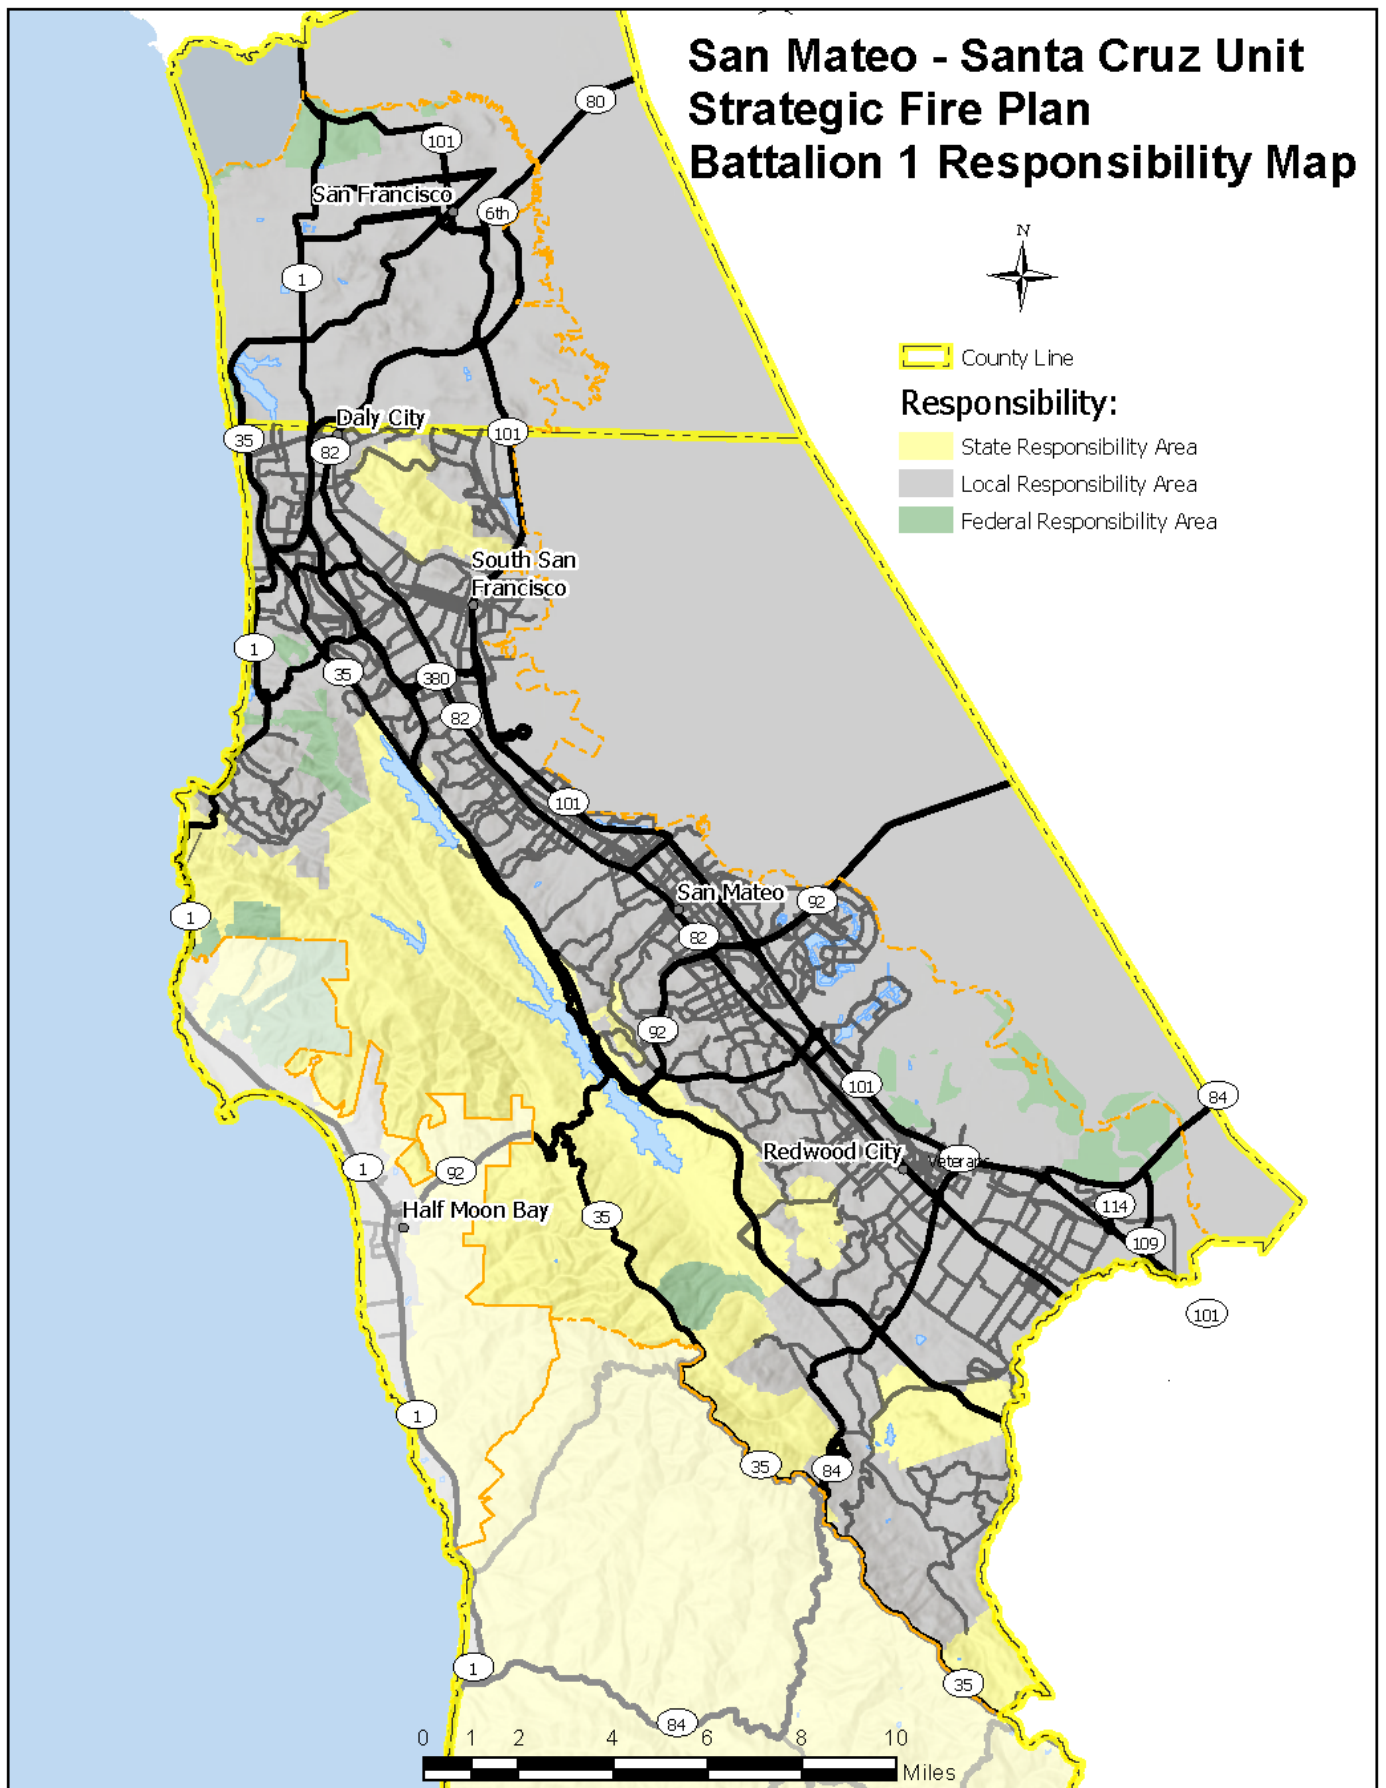 San Mateo - Santa Cruz Unit
Strategic Fire Plan
Battalion 1 Responsibility Map
N
County Line
Responsibility:
State Responsibility Area
Local Responsibility Area
Federal Responsibility Area
80
101
San Francisco
6th
1
Daly City
35
82
101
South San
Francisco
1
35
380
82
101
San Mateo
92
1
82
92
101
84
Redwood City
Veterans
1
92
114
Half Moon Bay
35
109
101
1
35
84
1
35
84
0 1 2 4 6 8 10
Miles